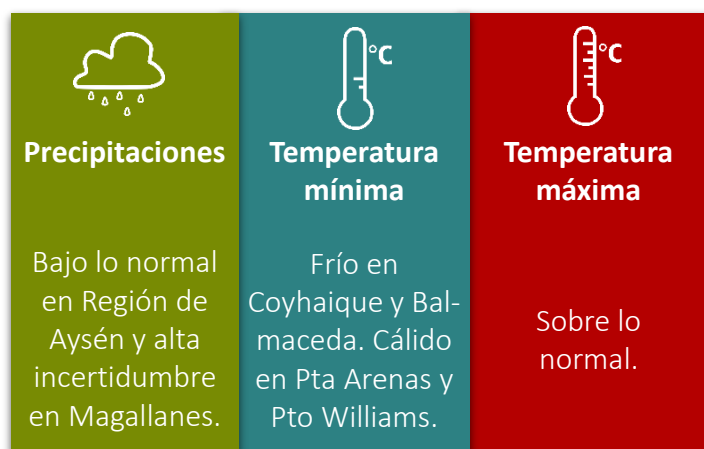 Precipitaciones
Bajo lo normal
en Región de
Aysén y alta
incertidumbre
en Magallanes.
°C
Temperatura
mínima
Frío en
Coyhaique y Bal-
maceda. Cálido
en Pta Arenas y
Pto Williams.
°C
Temperatura
máxima
Sobre lo
normal.